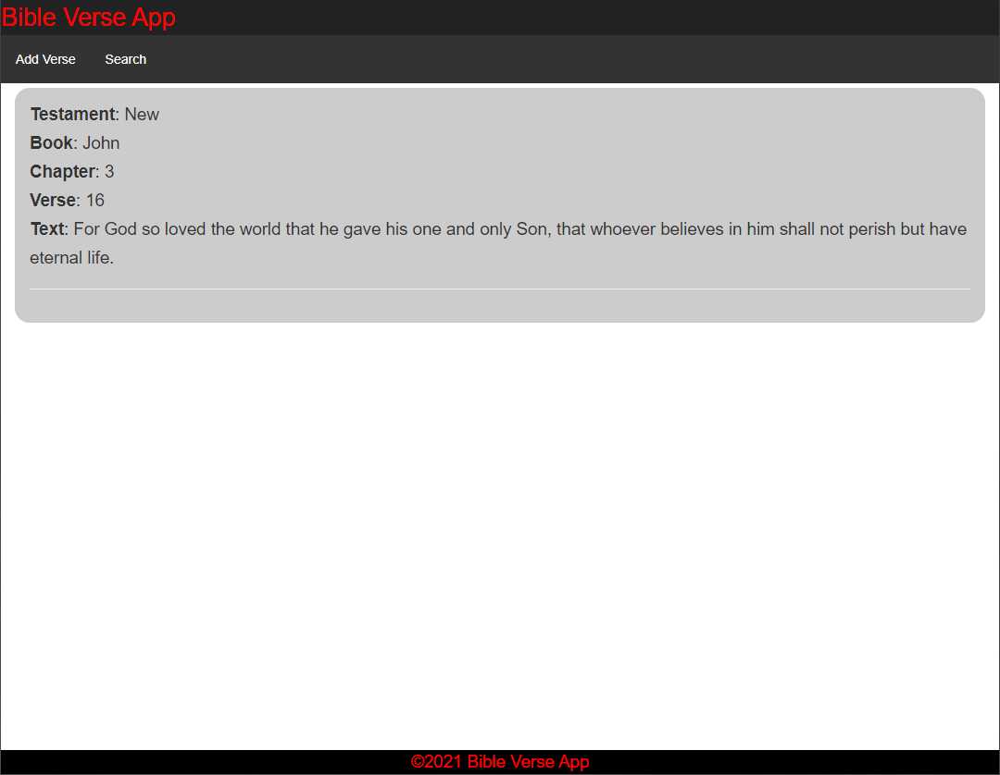 Bible Verse App
Add Verse Search
Testament: New
Book: John
Chapter: 3
Verse: 16
Text: For God so loved the world that he gave his one and only Son, that whoever believes in him shall not perish but have
eternal life.
©2021 Bible Verse App